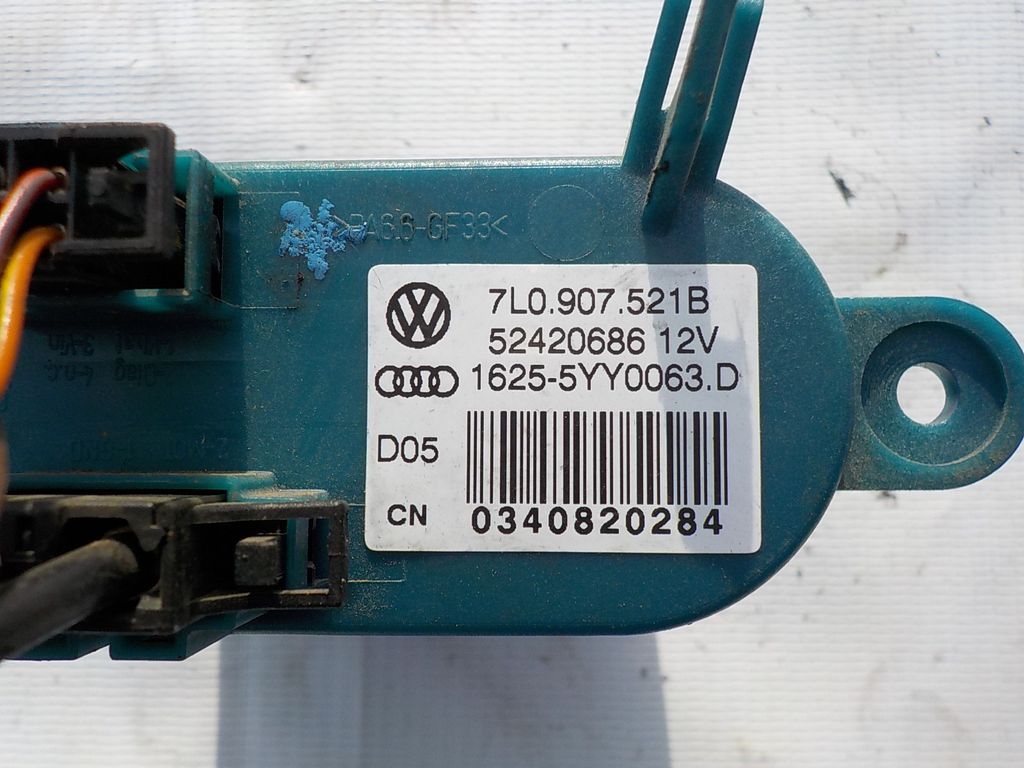 >PA6.6-GF33<
7L0.907.521B
52420686 12V
1625-5YY0063.D
D05
CN
0340820284